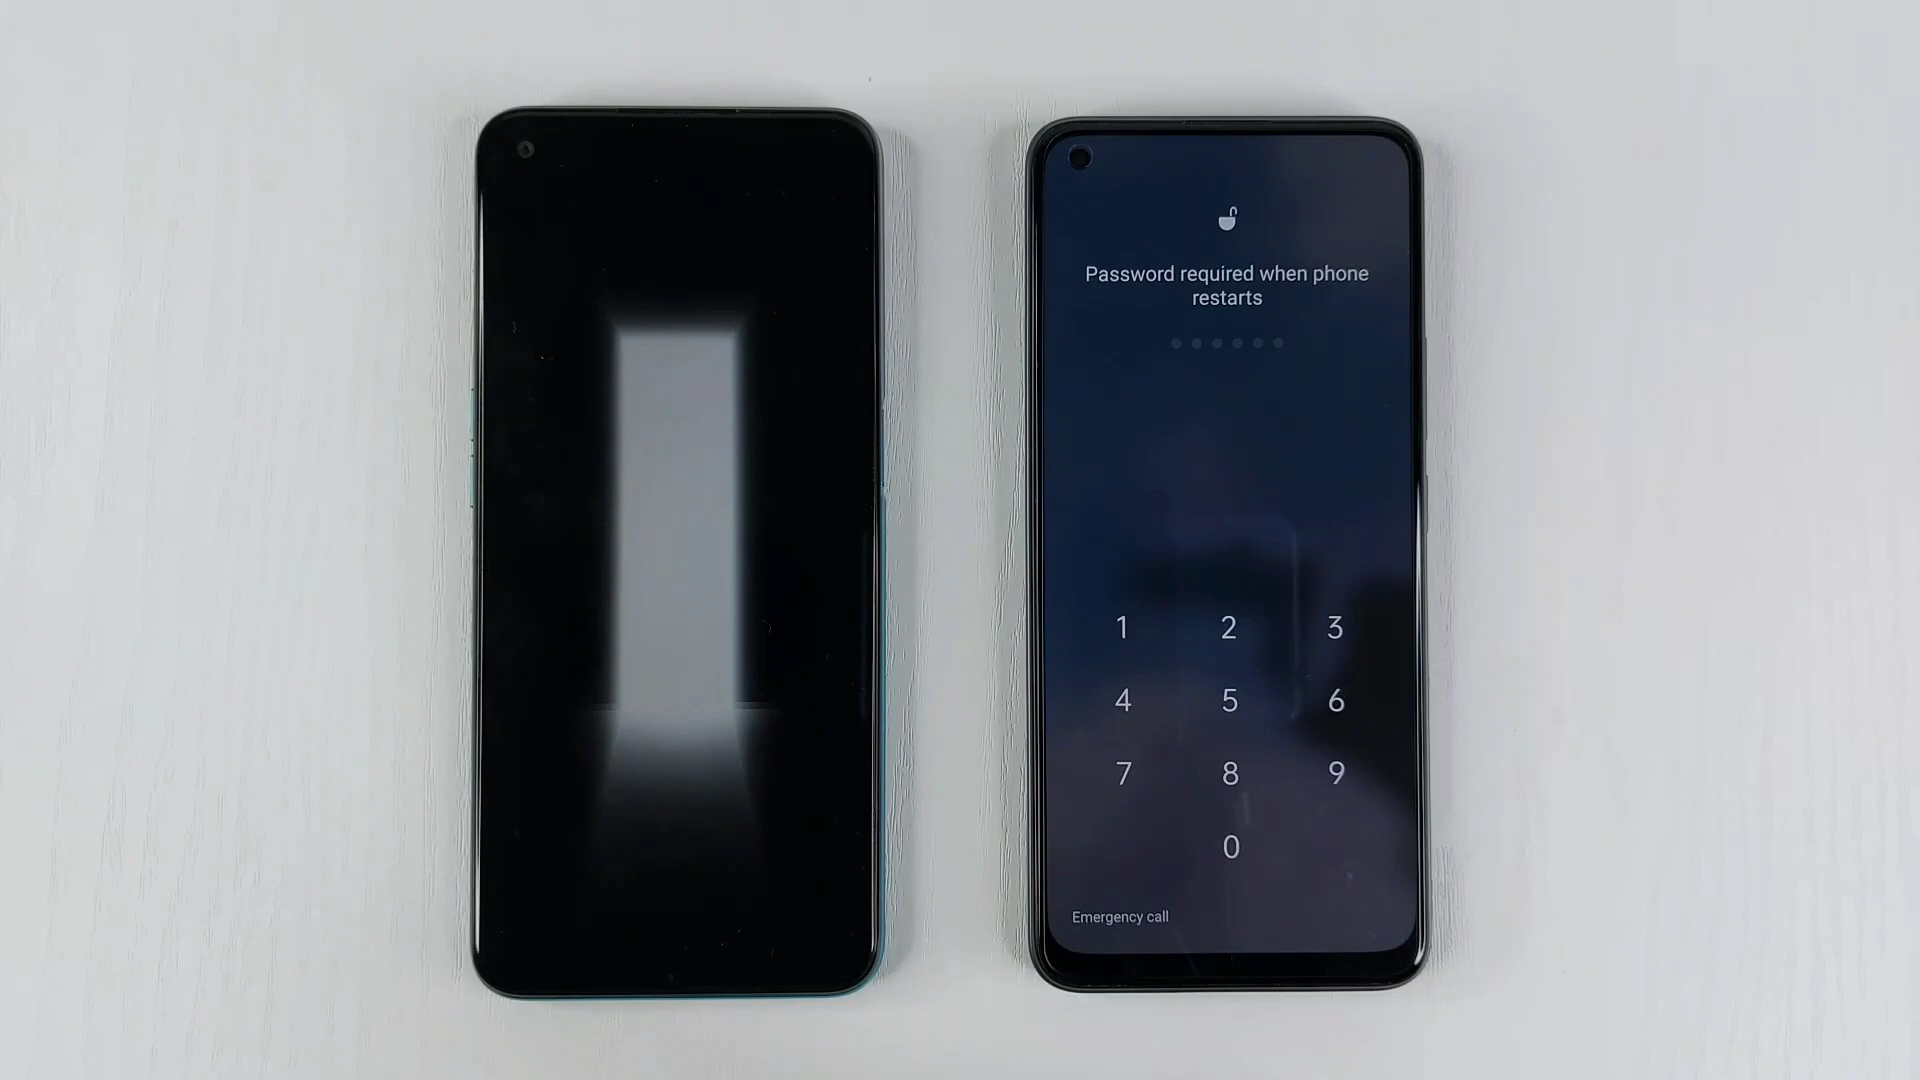 Password required when phone
restarts
1 2 3
4 5 6
7 8 9
0
Emergency call